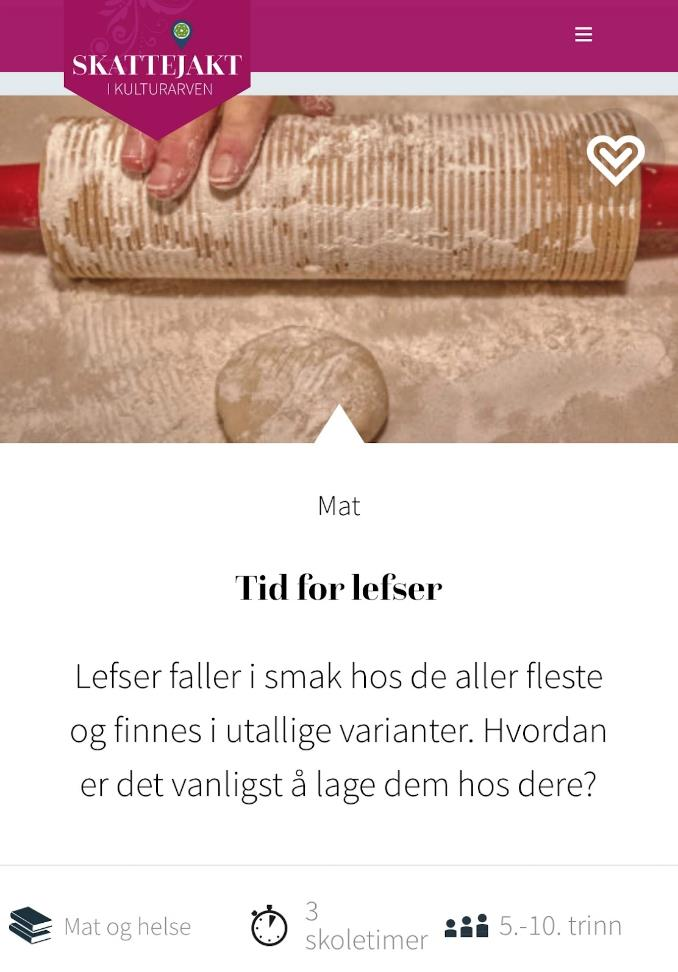 SKATTEJAKT
I KULTURARVEN
Mat
Tid for lefser
Lefser faller i smak hos de aller fleste
og finnes i utallige varianter. Hvordan
er det vanligst å lage dem hos dere?
Mat og helse
3
skoletimer
5.-10. trinn